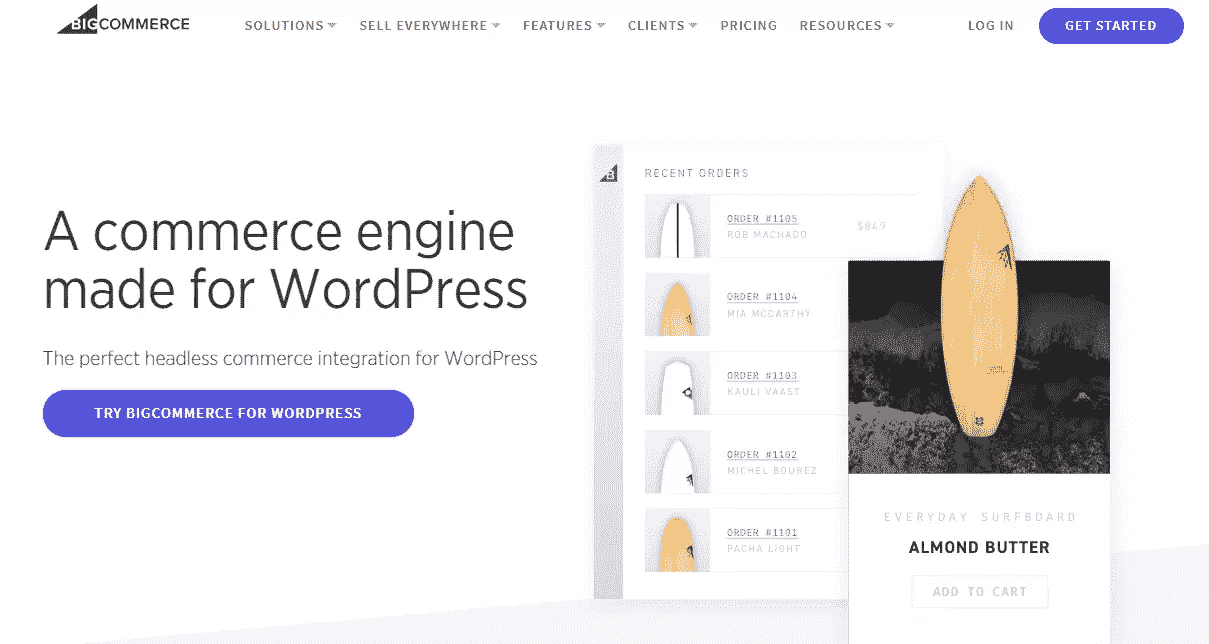 BIGCOMMERCE
SOLUTIONS SELL EVERYWHERE FEATURES CLIENTS PRICING RESOURCES LOG IN GET STARTED
A commerce engine
made for WordPress
The perfect headless commerce integration for WordPress
TRY BIGCOMMERCE FOR WORDPRESS
B
RECENT ORDERS
ORDER #1105
ROB MACHADO
$849
ORDER #1104
MIA MCCARTHY
ORDER #1103
KAULI VAAST
ORDER #1102
MICHEL BOUREZ
ORDER #1101
PACHA LIGHT
EVERYDAY SURFBOARD
ALMOND BUTTER
ADD TO CART